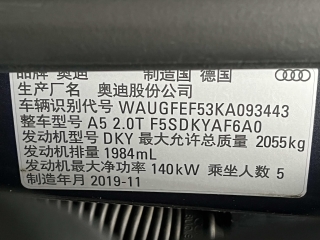 品牌 奥迪 制造国 德国
生产厂名 奥迪股份公司
车辆识别代号 WAUGFEF53KA093443
整车型号 A5 2.0T F5SDKYAF6A0
发动机型号 DKY 最大允许总质量 2055kg
发动机排量 1984mL
发动机最大净功率 140kW 乘坐人数 5
制造年月 2019-11